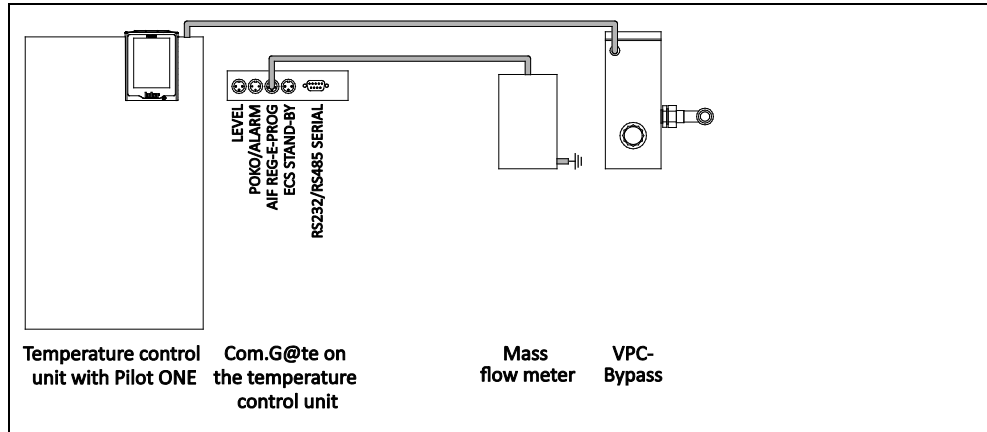 LEVEL
POKO/ALARM
AIF REG-E-PROG
ECS STAND-BY
RS232/RS485 SERIAL
Temperature control
unit with Pilot ONE
Com.G@te on
the temperature
control unit
Mass
flow meter
VPC-
Bypass